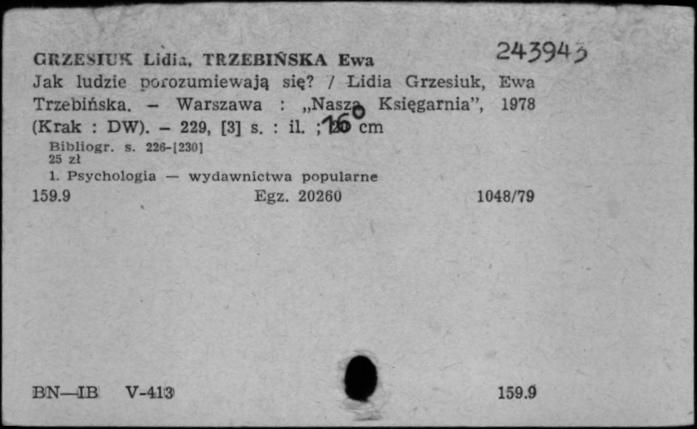 243943
GRZESIUK Lidia, TRZEBIŃSKA Ewa
Jak ludzie porozumiewają się? / Lidia Grzesiuk, Ewa
Trzebińska. — Warszawa : „Nasza Księgarnia”, 1978
(Krak : DW). — 229, [3] s. : il. ; cm
Bibliogr. s. 226-[230]
25 zł
1. Psychologia — wydawnictwa popularne
159.9 Egz. 20260 1048/79
BN—IB V-413 159.9